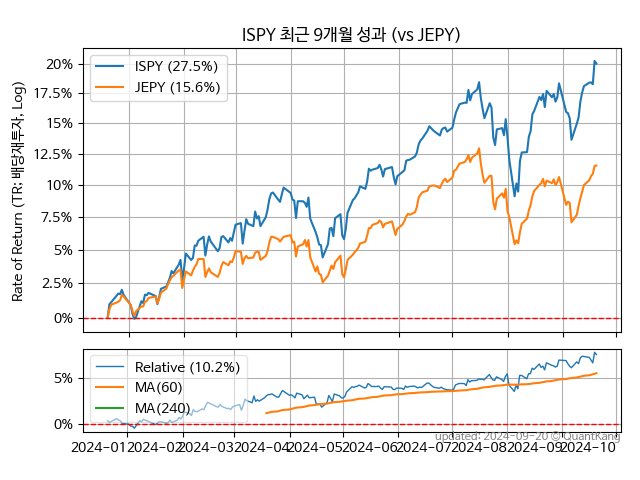 ISPY 최근 9개월 성과 (vs JEPY)
Rate of Return (TR: 배당재투자, Log)
20%
17.5%
15%
12.5%
10%
7.5%
5%
2.5%
0%
ISPY (27.5%)
JEPY (15.6%)
5%
0%
Relative (10.2%)
MA(60)
MA(240)
2024-01 2024-02 2024-03 2024-04 2024-05 2024-06 2024-07 2024-08 2024-09 2024-10
updated: 2024-09-20 © QuantKang